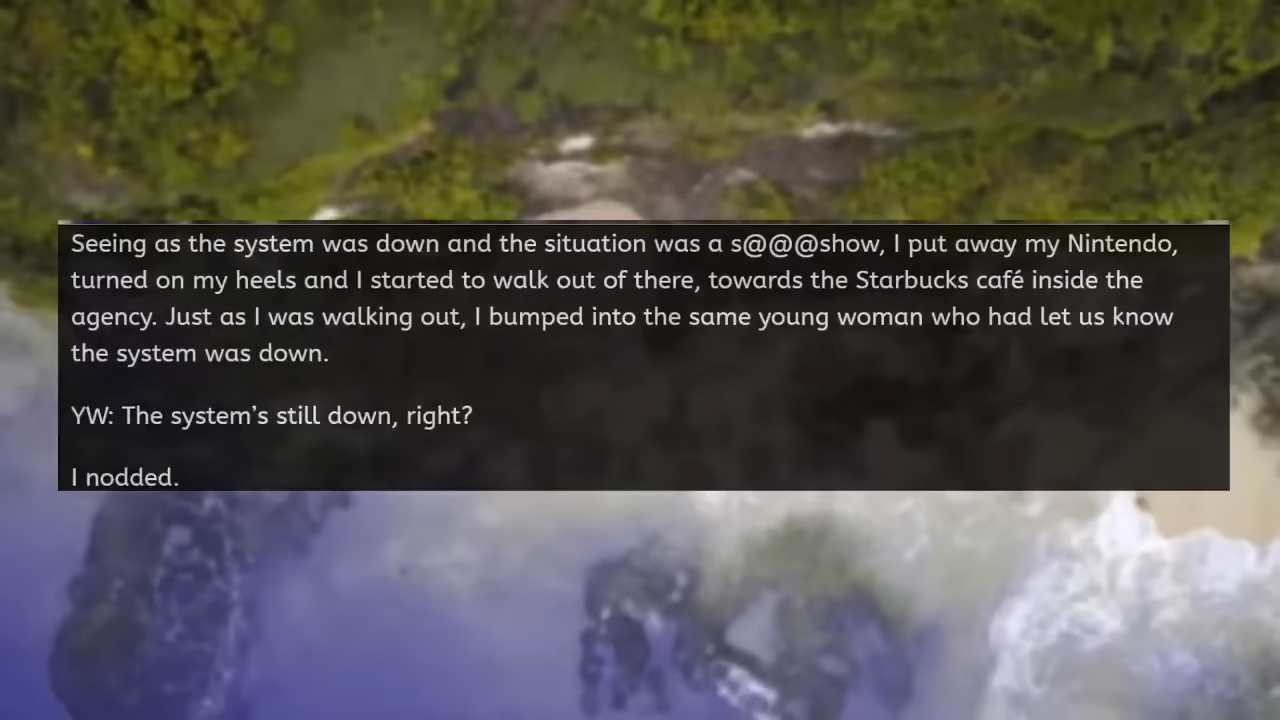 Seeing as the system was down and the situation was a s@@@show, I put away my Nintendo,
turned on my heels and I started to walk out of there, towards the Starbucks café inside the
agency. Just as I was walking out, I bumped into the same young woman who had let us know
the system was down.
YW: The system’s still down, right?
I nodded.